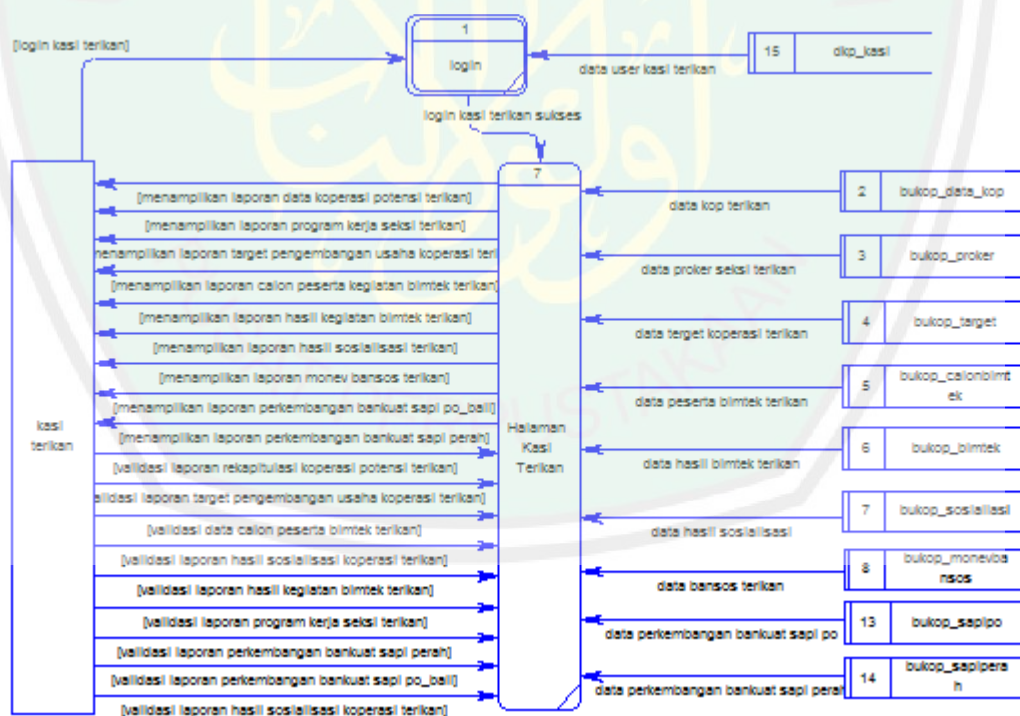 1
[login kasi terikan]
login
data user kasi terikan
15
dkp_kasi
login kasi terikan sukses
7
[menampilkan laporan data koperasi potensi terikan]
[menampilkan laporan program kerja seksi terikan]
menampilkan laporan target pengembangan usaha koperasi teri
[menampilkan laporan calon peserta kegiatan bimtek terikan]
[menampilkan laporan hasil kegiatan bimtek terikan]
[menampilkan laporan hasil sosialisasi terikan]
[menampilkan laporan monev bansos terikan]
[menampilkan laporan perkembangan bankuat sapi po_bali]
[menampilkan laporan perkembangan bankuat sapi perah]
[validasi laporan rekapitulasi koperasi potensi terikan]
alidasi laporan target pengembangan usaha koperasi terikan]
[validasi data calon peserta bimtek terikan]
[validasi laporan hasil sosialisasi koperasi terikan]
[validasi laporan hasil kegiatan bimtek terikan]
[validasi laporan program kerja seksi terikan]
[validasi laporan perkembangan bankuat sapi perah]
[validasi laporan perkembangan bankuat sapi po_bali]
[validasi laporan hasil sosialisasi koperasi terikan]
kasi
terikan
Halaman
Kasi
Terikan
data kop terikan
2
bukop_data_kop
data proker seksi terikan
3
bukop_proker
data terget koperasi terikan
4
bukop_target
data peserta bimtek terikan
5
bukop_calonbimt
ek
data hasil bimtek terikan
6
bukop_bimtek
data hasil sosialisasi
7
bukop_sosialiasi
data bansos terikan
8
bukop_monevba
nsos
data perkembangan bankuat sapi po
13
bukop_sapipo
data perkembangan bankuat sapi perah
14
bukop_sapipera
h